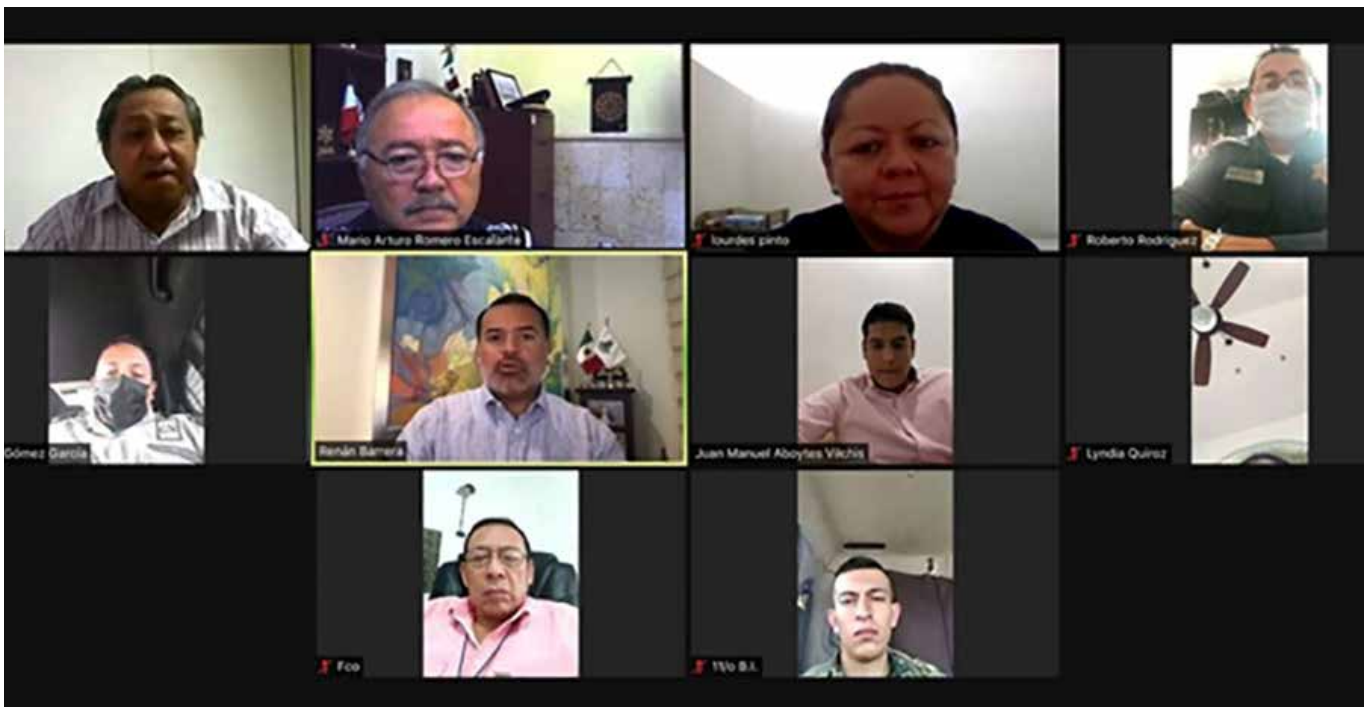 Mario Arturo Romero Escalante
lourdes pinto
Roberto Rodriguez
Gómez García
Renán Barrera
Juan Manuel Aboytes Vilchis
Lyndia Quiroz
Fco
11/o B.I.